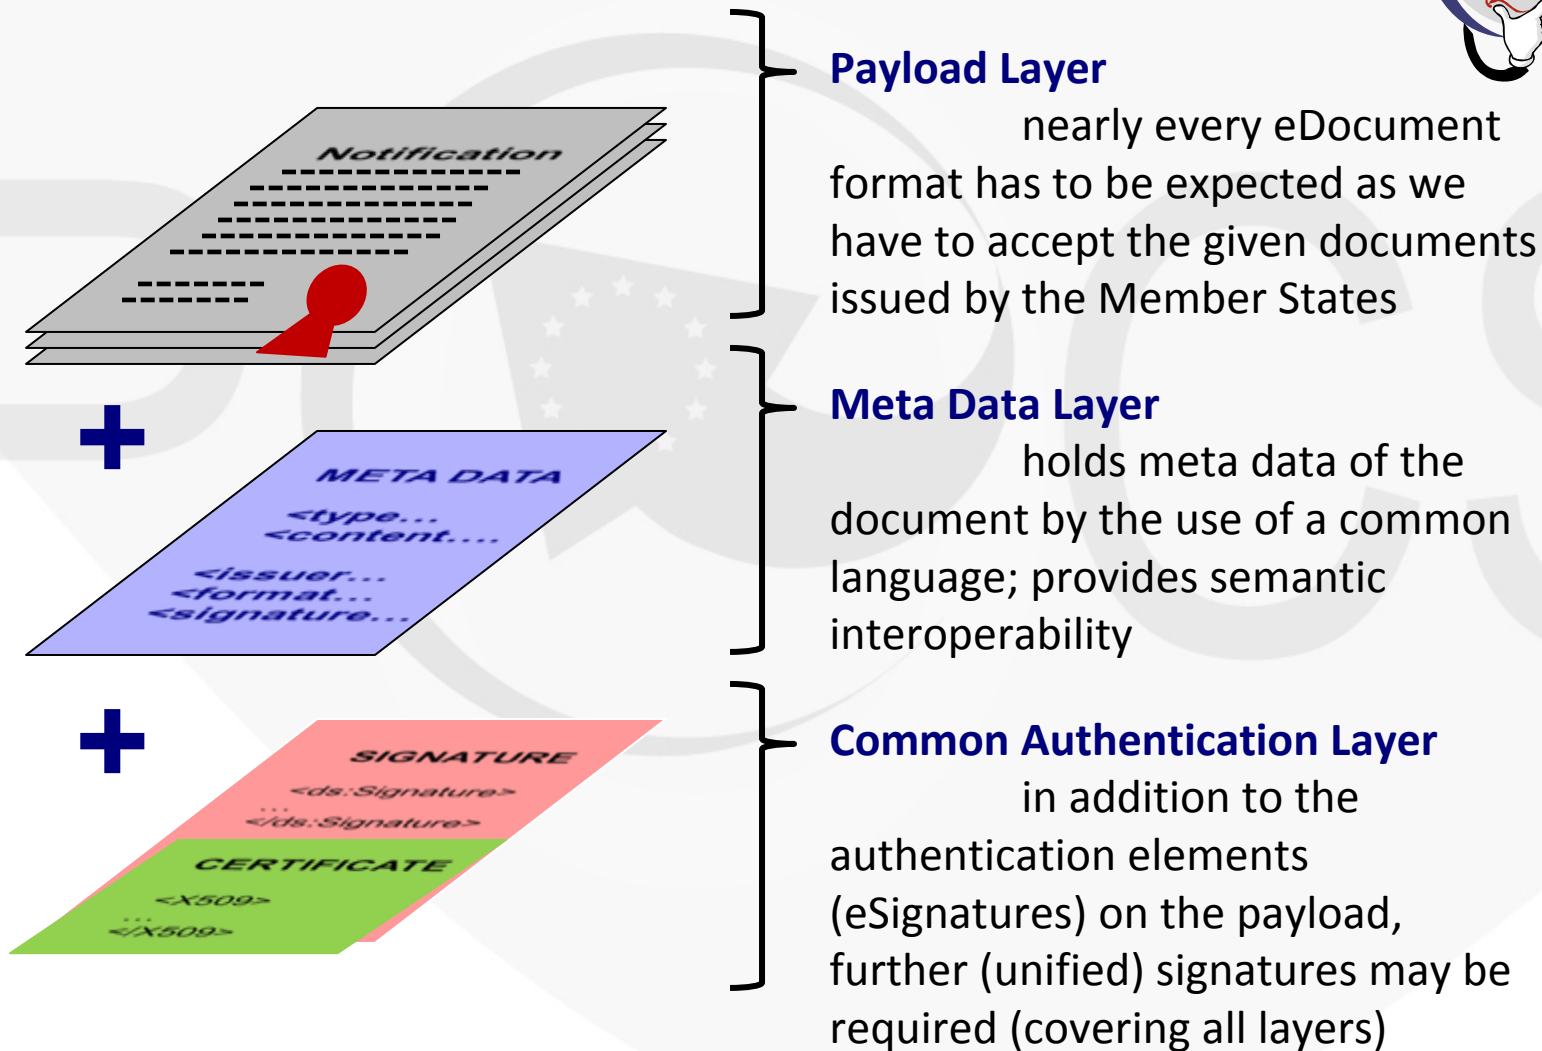 Payload Layer
nearly every eDocument
format has to be expected as we
have to accept the given documents
issued by the Member States
Notification
+
Meta Data Layer
holds meta data of the
document by the use of a common
language; provides semantic
interoperability
META DATA
<type...
<content....
<issuer...
<format...
<signature...
+
Common Authentication Layer
in addition to the
authentication elements
(eSignatures) on the payload,
further (unified) signatures may be
required (covering all layers)
SIGNATURE
<ds:Signature>
...
</ds:Signature>
CERTIFICATE
<X509>
...
</X509>